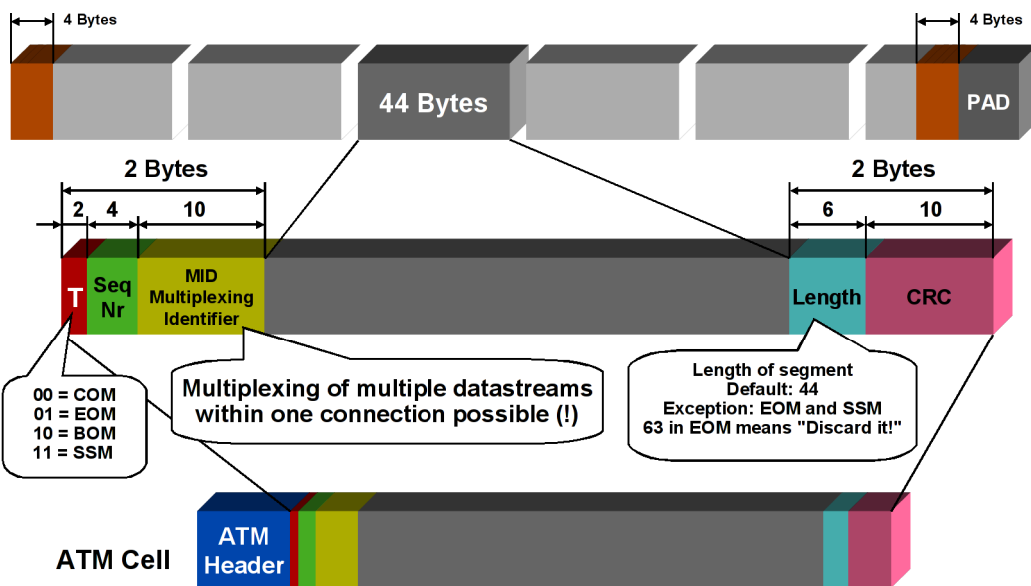 4 Bytes
4 Bytes
44 Bytes
PAD
2 Bytes
2 Bytes
2
4
10
6
10
T
Seq
Nr
MID
Multiplexing
Identifier
Length
CRC
00 = COM
01 = EOM
10 = BOM
11 = SSM
Multiplexing of multiple datastreams
within one connection possible (!)
Length of segment
Default: 44
Exception: EOM and SSM
63 in EOM means "Discard it!"
ATM Cell
ATM
Header